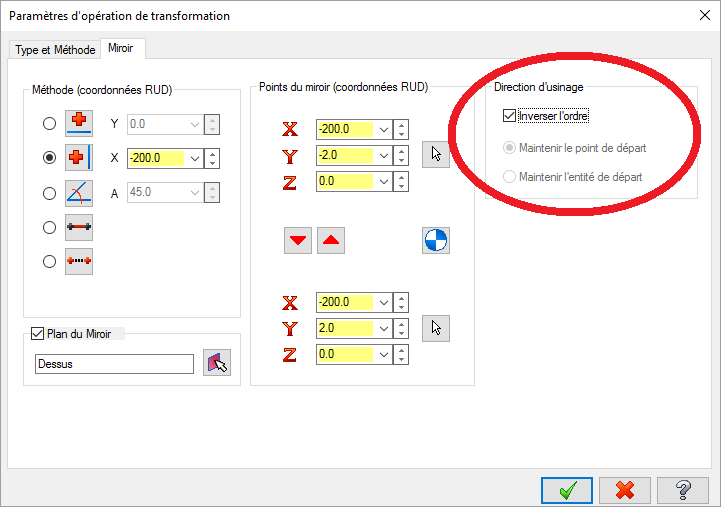 Paramètres d'opération de transformation
Type et Méthode
Miroir
Méthode (coordonnées RUD)
Y 0.0
X -200.0
A 45.0
Plan du Miroir
Dessus
Points du miroir (coordonnées RUD)
X -200.0
Y -2.0
Z 0.0
X -200.0
Y 2.0
Z 0.0
Direction d'usinage
Inverser l'ordre
Maintenir le point de départ
Maintenir l'entité de départ